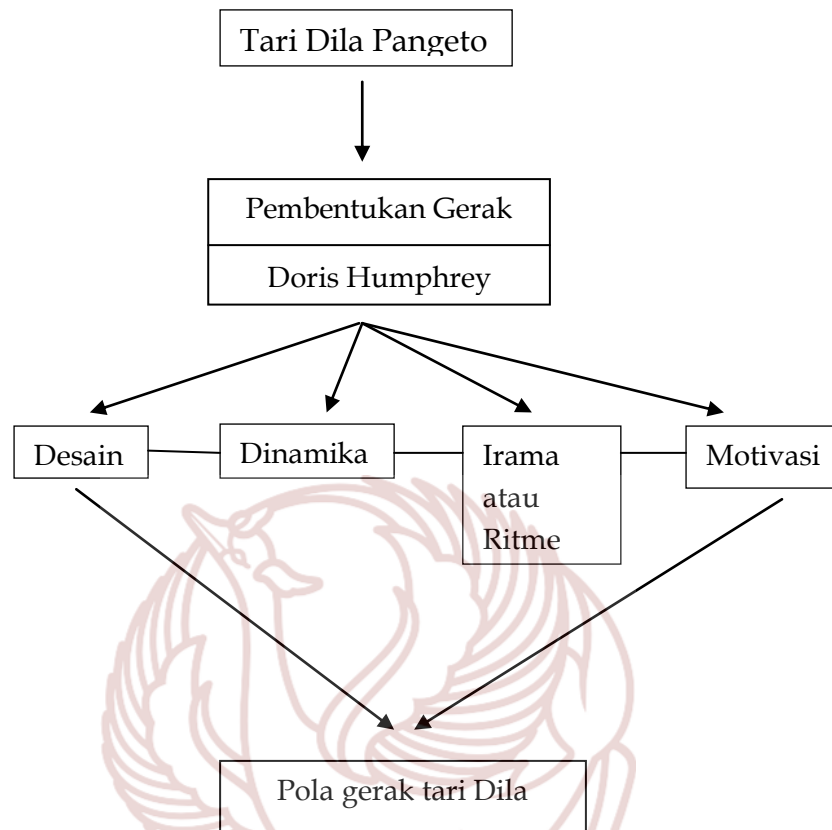 Tari Dila Pangeto
Pembentukan Gerak
Doris Humphrey
Desain
Dinamika
Irama
atau
Ritme
Motivasi
Pola gerak tari Dila